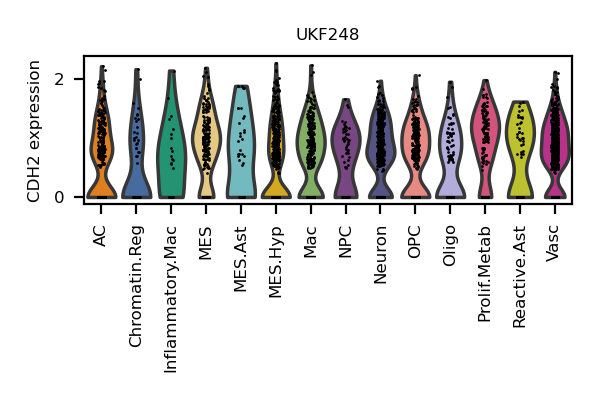 UKF248
CDH2 expression
2
0
AC
Chromatin.Reg
Inflammatory.Mac
MES
MES.Ast
MES.Hyp
Mac
NPC
Neuron
OPC
Oligo
Prolif.Metab
Reactive.Ast
Vasc